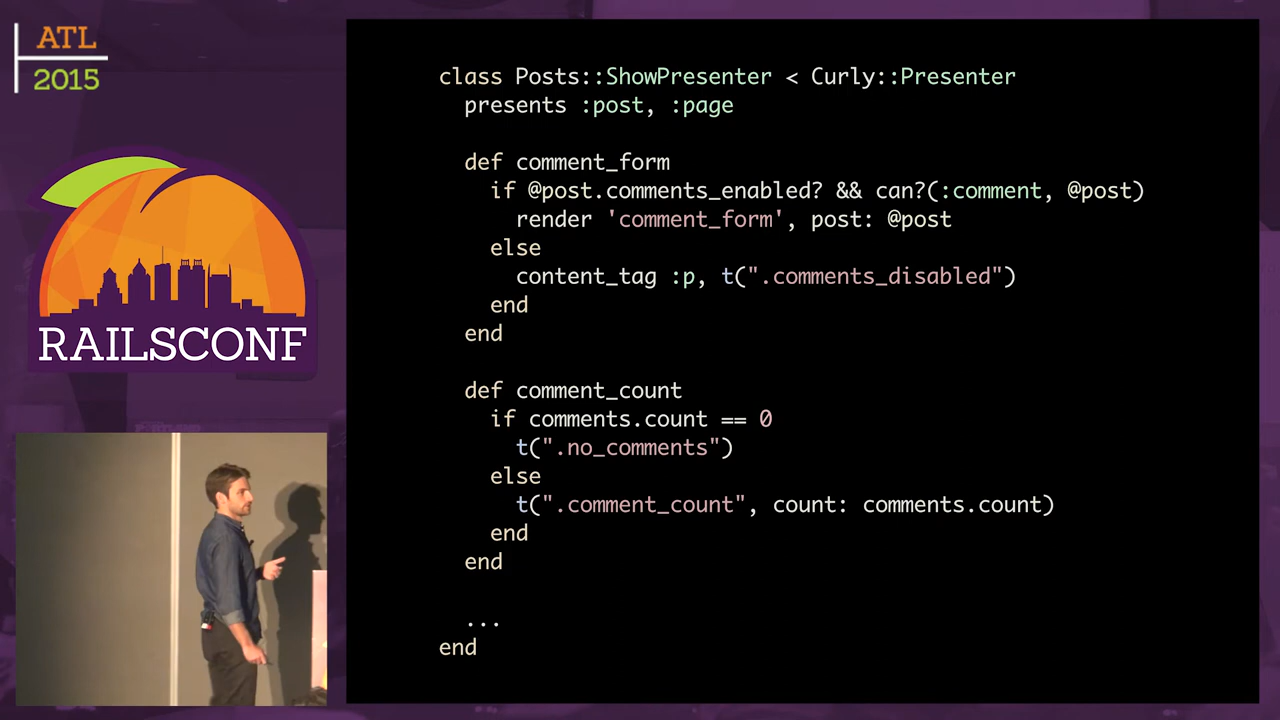 ATL
2015
RAILSCONF
class Posts::ShowPresenter < Curly::Presenter
  presents :post, :page

  def comment_form
    if @post.comments_enabled? && can?(:comment, @post)
      render 'comment_form', post: @post
    else
      content_tag :p, t(".comments_disabled")
    end
  end

  def comment_count
    if comments.count == 0
      t(".no_comments")
    else
      t(".comment_count", count: comments.count)
    end
  end

  ...
end